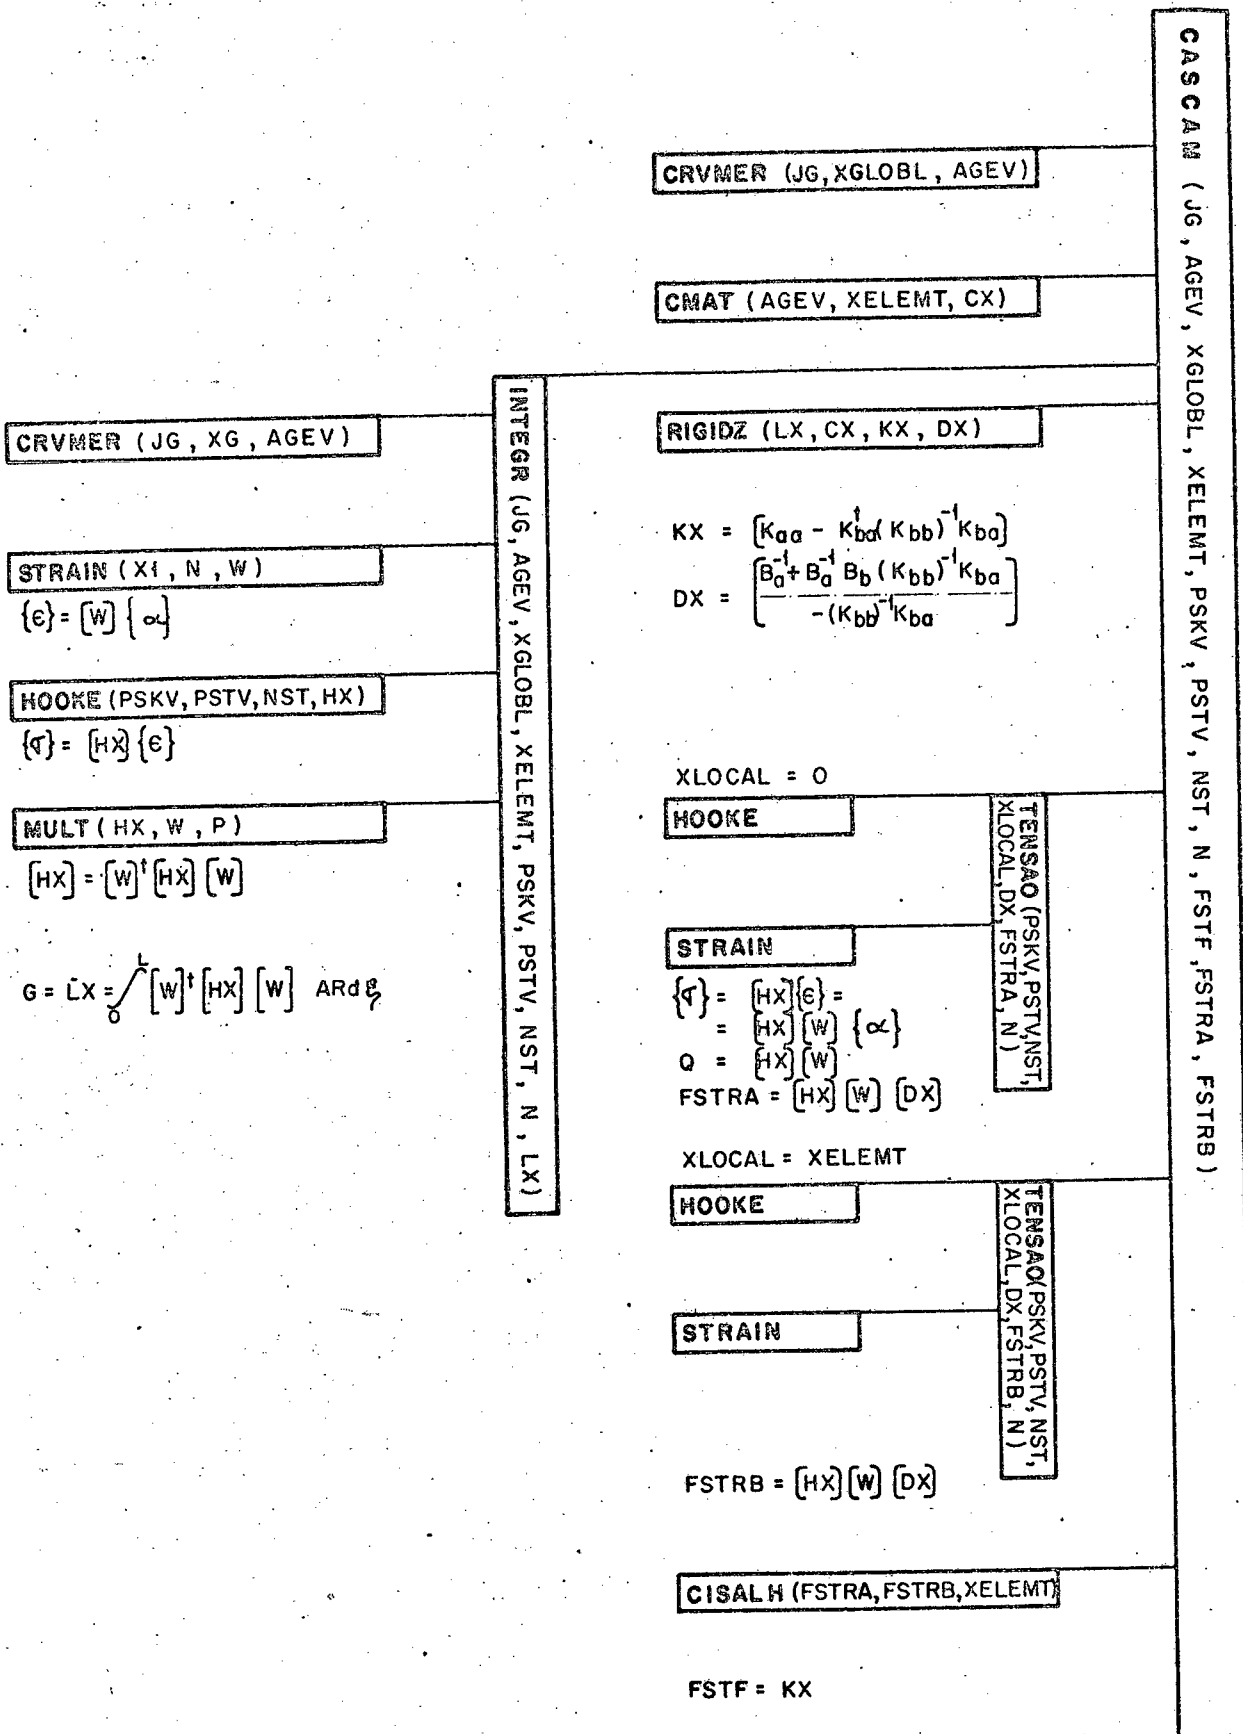 CASCAM (JG, AGEV, XGLOBL, XELEMT, PSKV, PSTV, NST, N, FSTF, FSTRA, FSTRB)
CRVMER (JG, XGLOBL, AGEV)
CMAT (AGEV, XELEMT, CX)
INTEGR (JG, AGEV, XGLOBL, XELEMT, PSKV, PSTV, NST, N, LX)
CRVMER (JG, XG, AGEV)
STRAIN (X1, N, W)
{ϵ} = [W] {α}
HOOKE (PSKV, PSTV, NST, HX)
{σ} = [HX] {ϵ}
MULT (HX, W, P)
[HX] = [W]ᵗ [HX] [W]
G = LX = ∫₀ᴸ [W]ᵗ [HX] [W] ARdξ
RIGIDZ (LX, CX, KX, DX)
KX = [Kaa - Kbaᵗ (Kbb)⁻¹ Kba]
DX = [Ba⁻¹ + Ba⁻¹ Bb (Kbb)⁻¹ Kba
-(Kbb)⁻¹ Kba]
XLOCAL = 0
TENSAO (PSKV, PSTV, NST,
XLOCAL, DX, FSTRA, N)
HOOKE
STRAIN
{σ} = [HX] {ϵ} =
= [HX] [W] {α}
Q = [HX] [W]
FSTRA = [HX] [W] [DX]
XLOCAL = XELEMT
TENSAO (PSKV, PSTV, NST,
XLOCAL, DX, FSTRB, N)
HOOKE
STRAIN
FSTRB = [HX] [W] [DX]
CISALH (FSTRA, FSTRB, XELEMT)
FSTF = KX